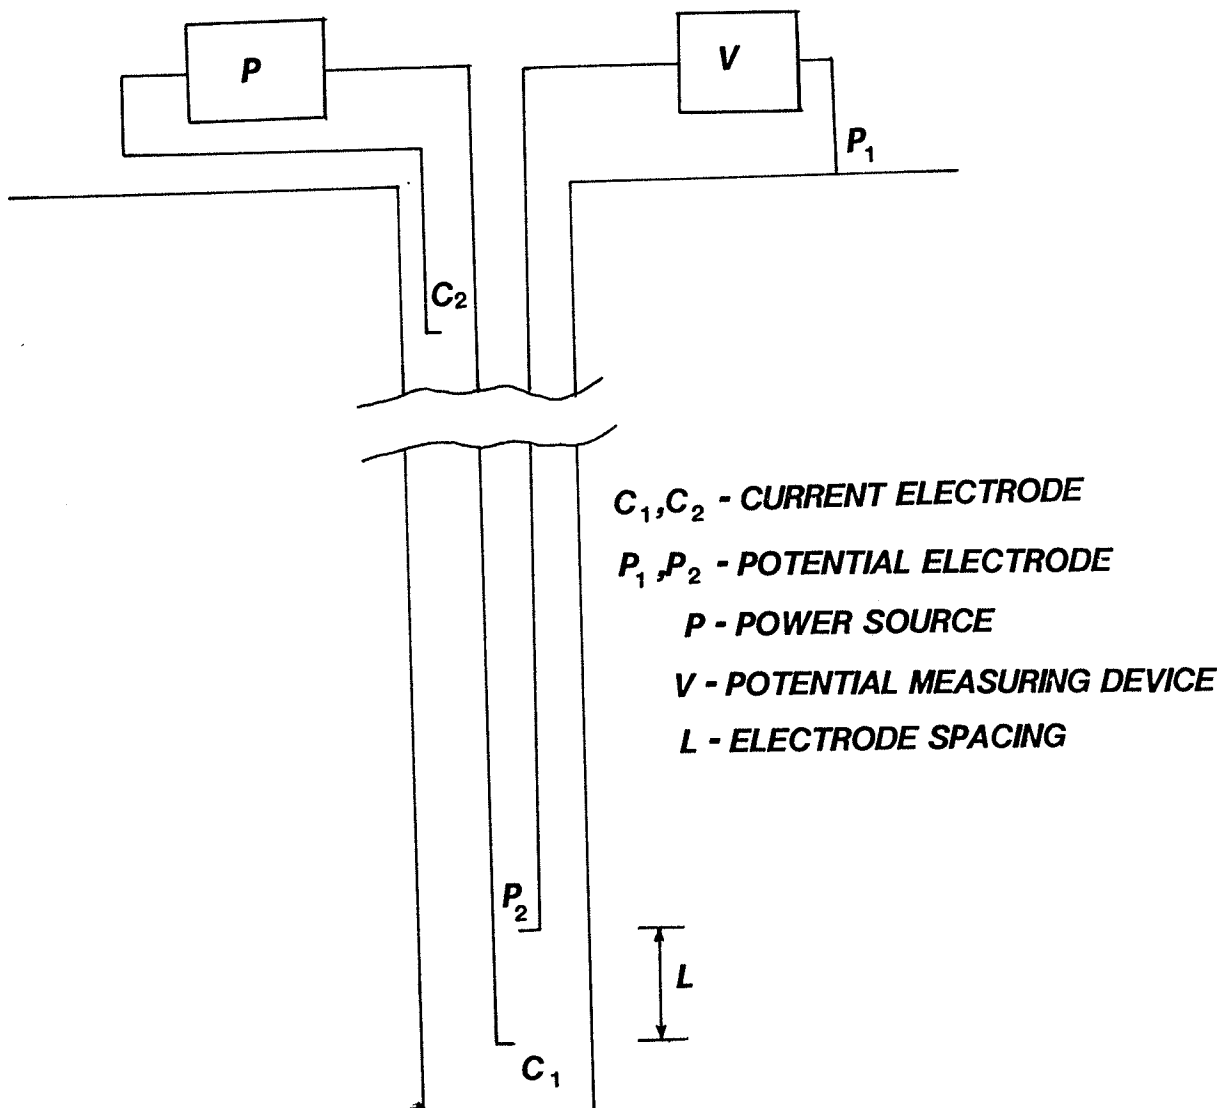 P
V
P₁
C₂
C₁,C₂ - CURRENT ELECTRODE
P₁,P₂ - POTENTIAL ELECTRODE
P - POWER SOURCE
V - POTENTIAL MEASURING DEVICE
L - ELECTRODE SPACING
P₂
L
C₁